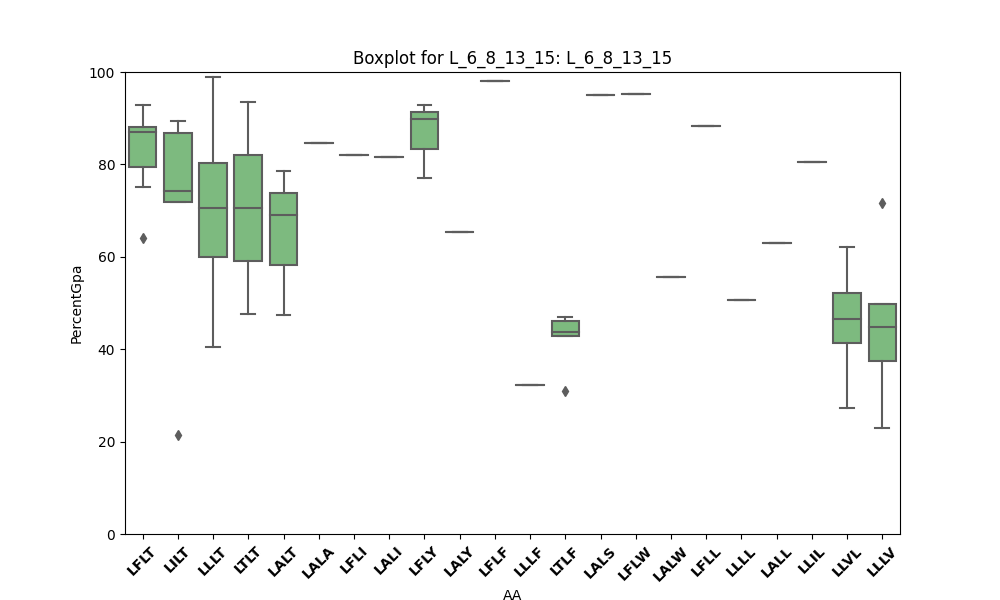 Boxplot for L_6_8_13_15: L_6_8_13_15
100
80
60
40
20
0
PercentGpa
LFLT
LILT
LLLT
LTLT
LALT
LALA
LFLI
LALI
LFLY
LALY
LFLF
LLLF
LTLF
LALS
LFLW
LALW
LFLL
LLLL
LALL
LLIL
LLVL
LLLV
AA